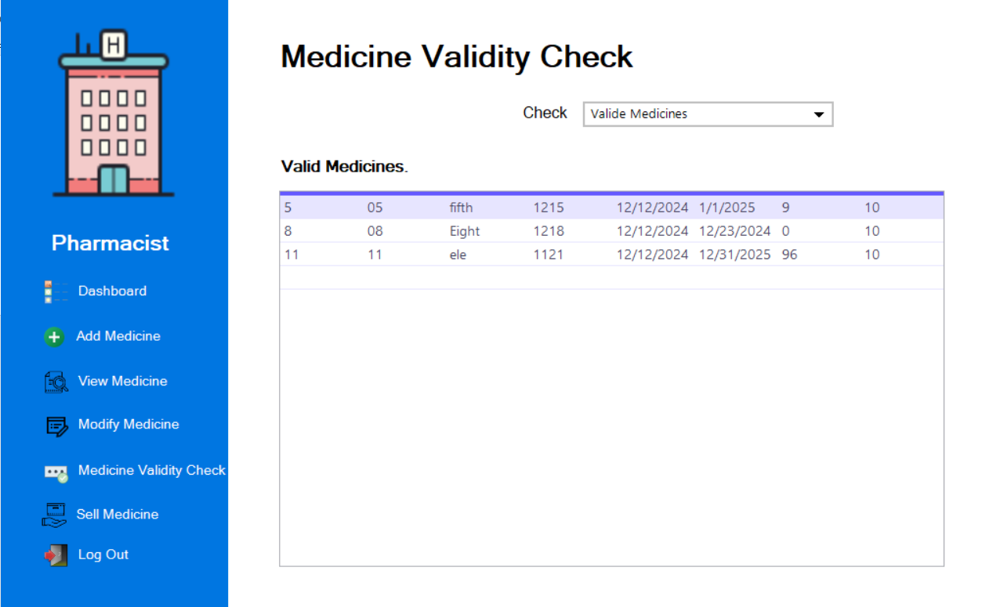 H
Pharmacist
Dashboard
Add Medicine
View Medicine
Modify Medicine
Medicine Validity Check
Sell Medicine
Log Out
Medicine Validity Check
Check Valide Medicines
Valid Medicines.
5 05 fifth 1215 12/12/2024 1/1/2025 9 10
8 08 Eight 1218 12/12/2024 12/23/2024 0 10
11 11 ele 1121 12/12/2024 12/31/2025 96 10